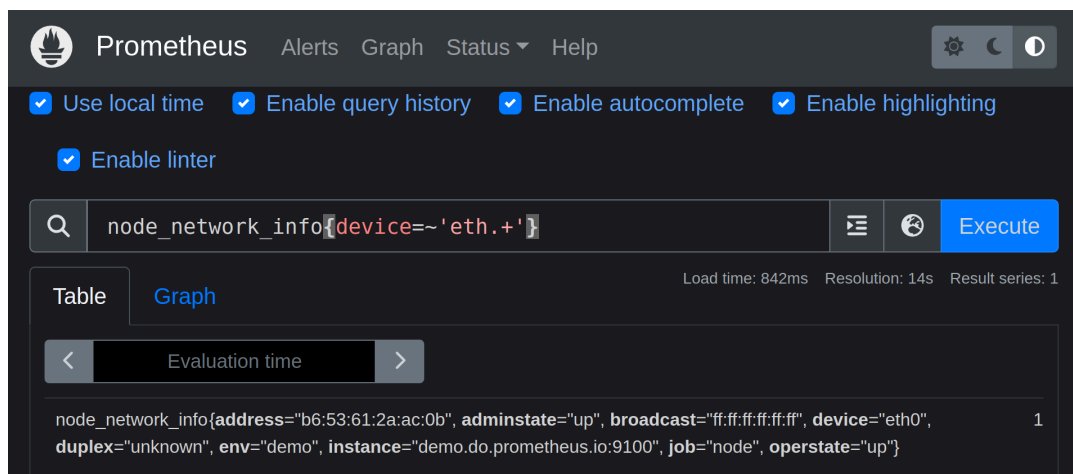 Prometheus Alerts Graph Status Help
Use local time Enable query history Enable autocomplete Enable highlighting
Enable linter
node_network_info{device=~'eth.+'} Execute
Load time: 842ms Resolution: 14s Result series: 1
Table Graph
Evaluation time
node_network_info{address="b6:53:61:2a:ac:0b", adminstate="up", broadcast="ff:ff:ff:ff:ff:ff", device="eth0", 1
duplex="unknown", env="demo", instance="demo.do.prometheus.io:9100", job="node", operstate="up"}